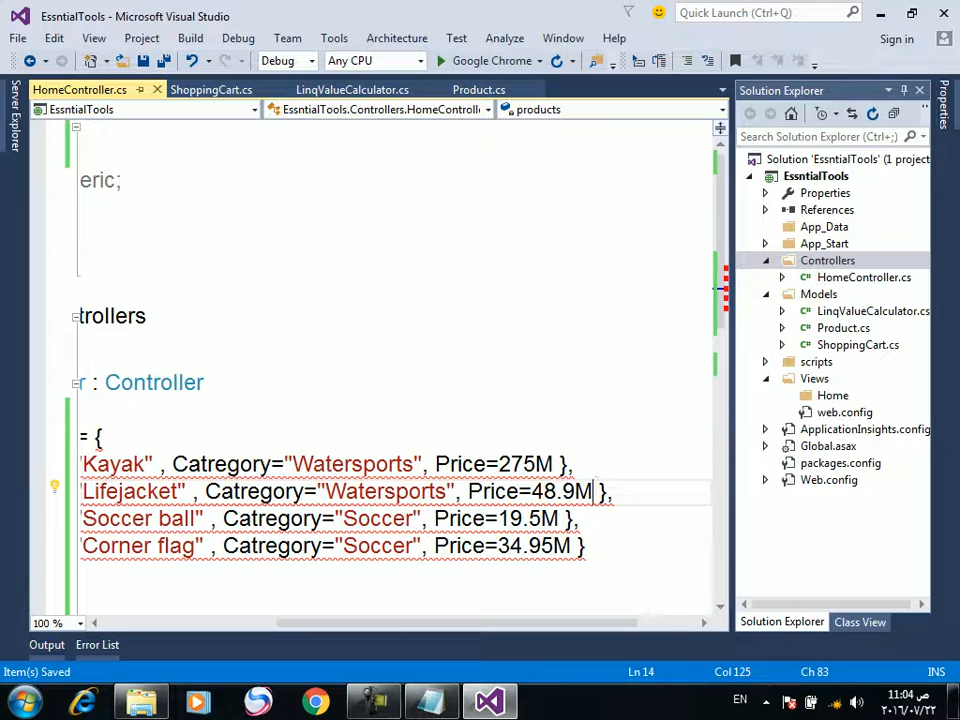 EssntialTools - Microsoft Visual Studio
Quick Launch (Ctrl+Q)
File Edit View Project Build Debug Team Tools Architecture Test Analyze Window Help
Sign in
Debug Any CPU Google Chrome
Server Explorer
HomeController.cs ShoppingCart.cs LinqValueCalculator.cs Product.cs
EssntialTools EssntialTools.Controllers.HomeControlle products
eric;
trollers
r : Controller
= {
"Kayak" , Catregory="Watersports", Price=275M },
"Lifejacket" , Catregory="Watersports", Price=48.9M },
"Soccer ball" , Catregory="Soccer", Price=19.5M },
"Corner flag" , Catregory="Soccer", Price=34.95M }
100 %
Solution Explorer
Search Solution Explorer (Ctrl+;)
Solution 'EssntialTools' (1 project
EssntialTools
Properties
References
App_Data
App_Start
Controllers
HomeController.cs
Models
LinqValueCalculator.cs
Product.cs
ShoppingCart.cs
scripts
Views
Home
web.config
ApplicationInsights.config
Global.asax
packages.config
Web.config
Solution Explorer Class View
Properties
Output Error List
Item(s) Saved Ln 14 Col 125 Ch 83 INS
EN
11:04 ص
٢٠١٦/٠٧/٢٢